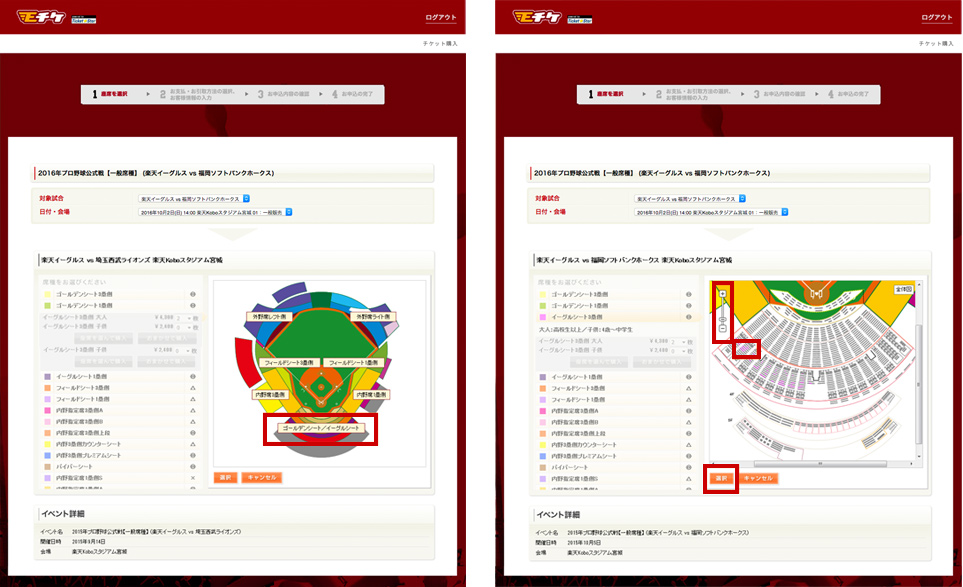 Eチケ
ログアウト
チケット購入
1 座席を選択
2 お支払・お引取方法の選択、
お客様情報の入力
3 お申込内容の確認
4 お申込の完了
2016年プロ野球公式戦【一般席種】 (楽天イーグルス vs 福岡ソフトバンクホークス)
対象試合 楽天イーグルス vs 福岡ソフトバンクホークス
日付・会場 2016年10月2日(日) 14:00 楽天Koboスタジアム宮城 01:一般販売
楽天イーグルス vs 埼玉西武ライオンズ 楽天Koboスタジアム宮城
席種をお選びください
ゴールデンシート3塁側
ゴールデンシート1塁側
イーグルシート3塁側 大人
イーグルシート3塁側 子供
イーグルシート1塁側 子供
イーグルシート1塁側
フィールドシート3塁側
フィールドシート1塁側
内野指定席3塁側A
内野指定席3塁側B
内野指定席3塁側上段
内野3塁側カウンターシート
内野3塁側プレミアムシート
バイパーシート
内野指定席1塁側S
外野席レフト側
外野席ライト側
フィールドシート3塁側
フィールドシート1塁側
内野席3塁側
内野席1塁側
ゴールデンシート/イーグルシート
選択
キャンセル
イベント詳細
イベント名 2015年プロ野球公式戦【一般席種】(楽天イーグルス vs 埼玉西武ライオンズ)
開催日時 2015年9月14日
会場 楽天Koboスタジアム宮城
Eチケ
ログアウト
チケット購入
1 座席を選択
2 お支払・お引取方法の選択、
お客様情報の入力
3 お申込内容の確認
4 お申込の完了
2016年プロ野球公式戦【一般席種】 (楽天イーグルス vs 福岡ソフトバンクホークス)
対象試合 楽天イーグルス vs 福岡ソフトバンクホークス
日付・会場 2016年10月2日(日) 14:00 楽天Koboスタジアム宮城 01:一般販売
楽天イーグルス vs 福岡ソフトバンクホークス 楽天Koboスタジアム宮城
席種をお選びください
ゴールデンシート3塁側
ゴールデンシート1塁側
イーグルシート3塁側
大人:高校生以上/子供:4歳~中学生
イーグルシート3塁側 大人
イーグルシート3塁側 子供
イーグルシート1塁側
フィールドシート3塁側
フィールドシート1塁側
内野指定席3塁側A
内野指定席3塁側B
内野指定席3塁側上段
内野3塁側カウンターシート
内野3塁側プレミアムシート
バイパーシート
内野指定席1塁側S
全体図
選択
キャンセル
イベント詳細
イベント名 2015年プロ野球公式戦【一般席種】(楽天イーグルス vs 福岡ソフトバンクホークス)
開催日時 2015年10月5日
会場 楽天Koboスタジアム宮城